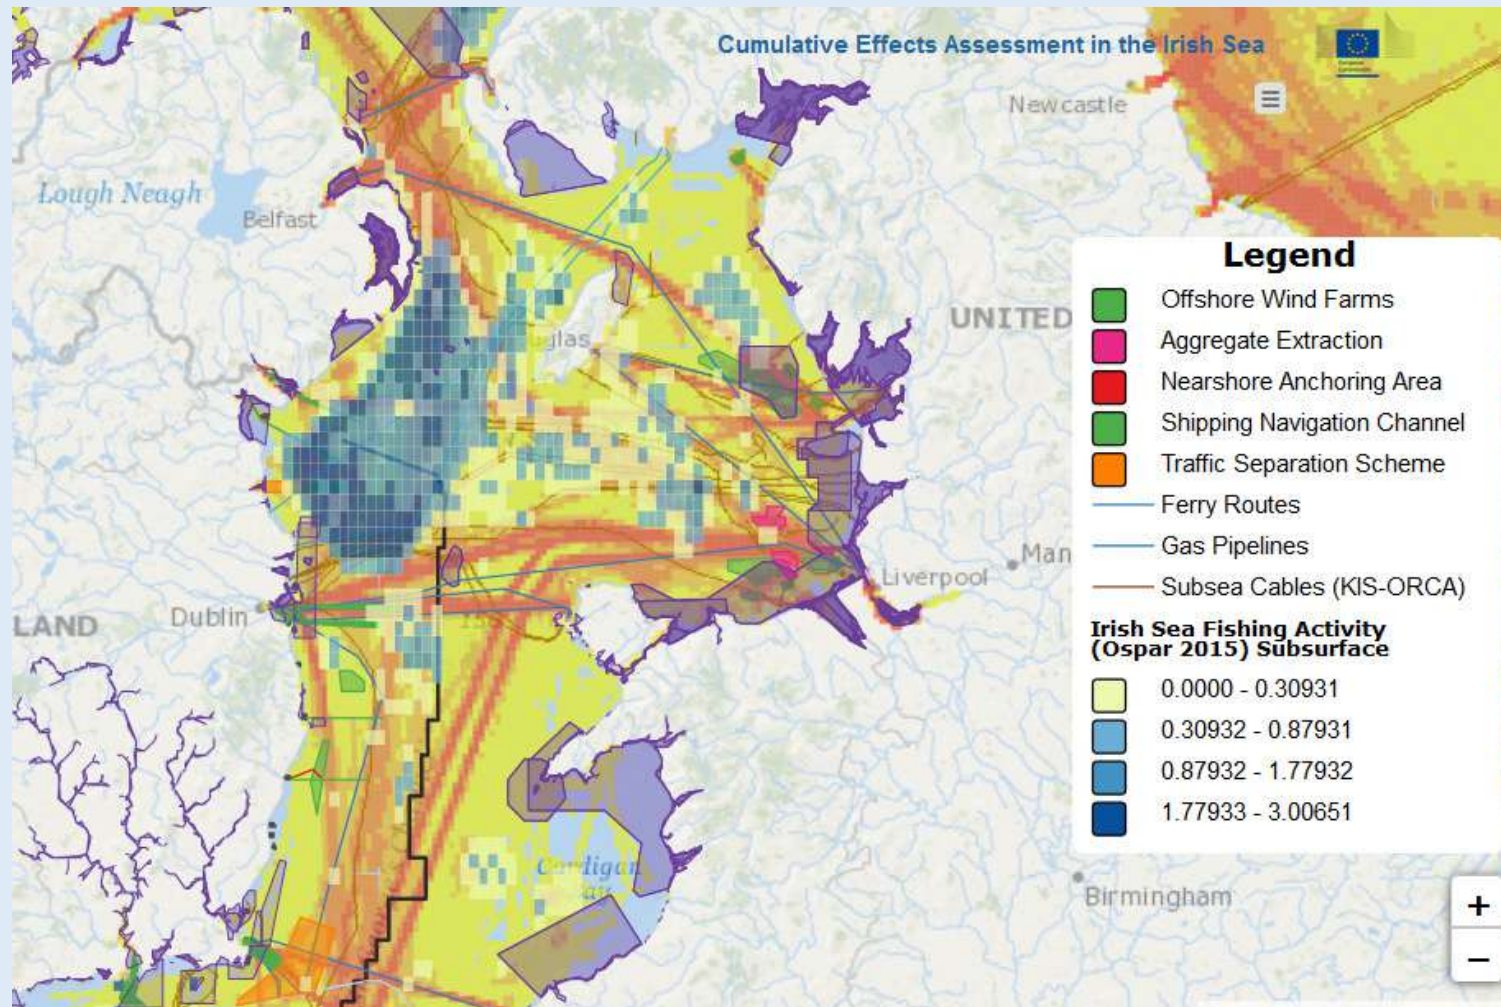 Cumulative Effects Assessment in the Irish Sea
Newcastle
Lough Neagh
Belfast
UNITED
Legend
Offshore Wind Farms
Aggregate Extraction
Nearshore Anchoring Area
Shipping Navigation Channel
Traffic Separation Scheme
Ferry Routes
Gas Pipelines
Subsea Cables (KIS-ORCA)
Irish Sea Fishing Activity
(Ospar 2015) Subsurface
0.0000 - 0.30931
0.30932 - 0.87931
0.87932 - 1.77932
1.77933 - 3.00651
glas
Man
Liverpool
Dublin
LAND
Cardigan
Birmingham
+
−